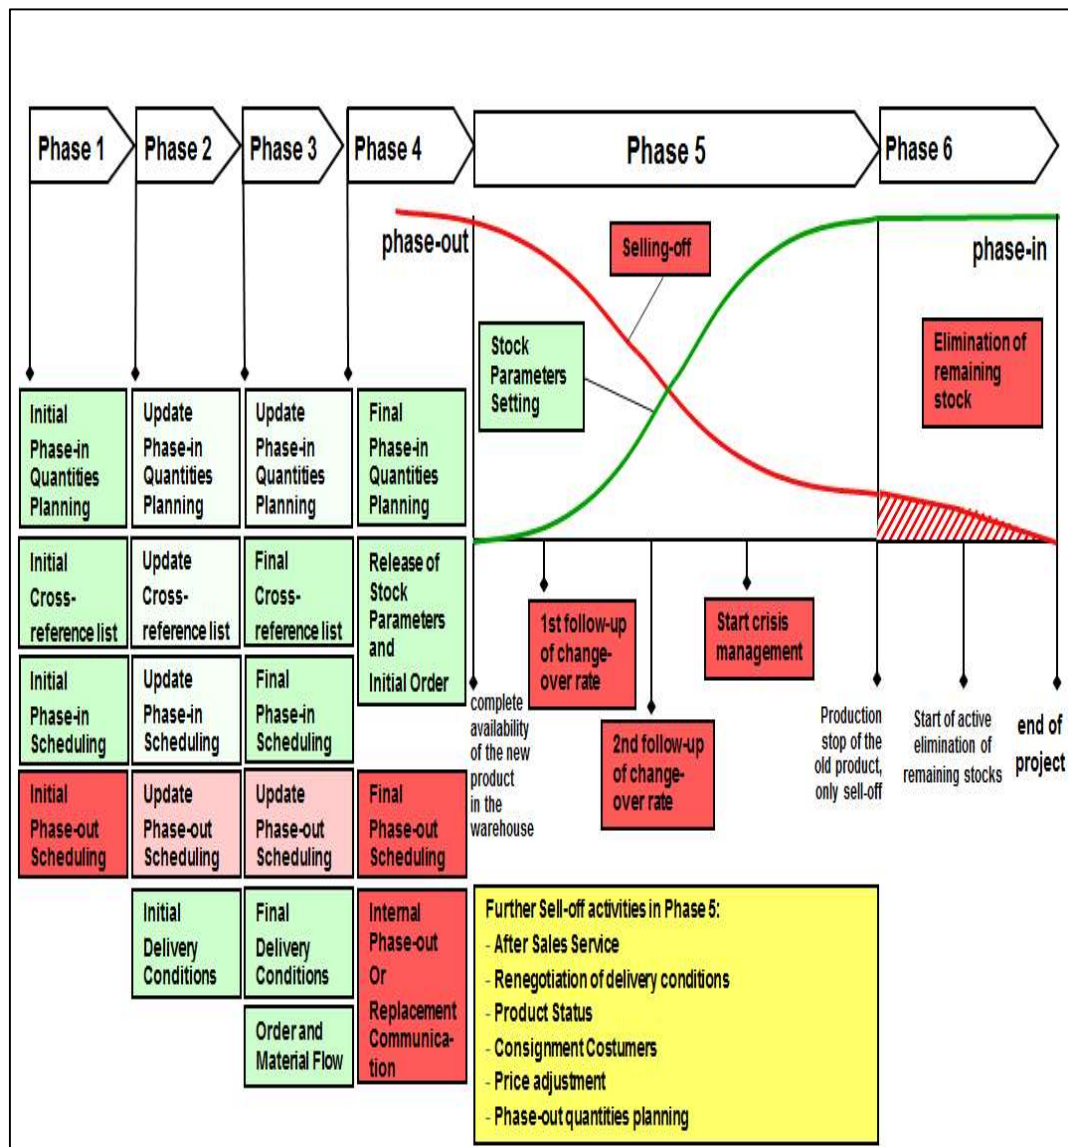 Phase 1
Phase 2
Phase 3
Phase 4
Phase 5
Phase 6
phase-out
Selling-off
phase-in
Stock
Parameters
Setting
Elimination of
remaining
stock
Initial
Phase-in
Quantities
Planning
Update
Phase-in
Quantities
Planning
Update
Phase-in
Quantities
Planning
Final
Phase-in
Quantities
Planning
Initial
Cross-
reference list
Update
Cross-
reference list
Final
Cross-
reference list
Release of
Stock
Parameters
and
Initial Order
Initial
Phase-in
Scheduling
Update
Phase-in
Scheduling
Final
Phase-in
Scheduling
Initial
Phase-out
Scheduling
Update
Phase-out
Scheduling
Update
Phase-out
Scheduling
Final
Phase-out
Scheduling
Initial
Delivery
Conditions
Final
Delivery
Conditions
Internal
Phase-out
Or
Replacement
Communica-
tion
Order and
Material Flow
1st follow-up
of change-
over rate
2nd follow-up
of change-
over rate
Start crisis
management
complete
availability
of the new
product
in the
warehouse
Production
stop of the
old product,
only sell-off
Start of active
elimination of
remaining stocks
end of
project
Further Sell-off activities in Phase 5:
- After Sales Service
- Renegotiation of delivery conditions
- Product Status
- Consignment Costumers
- Price adjustment
- Phase-out quantities planning